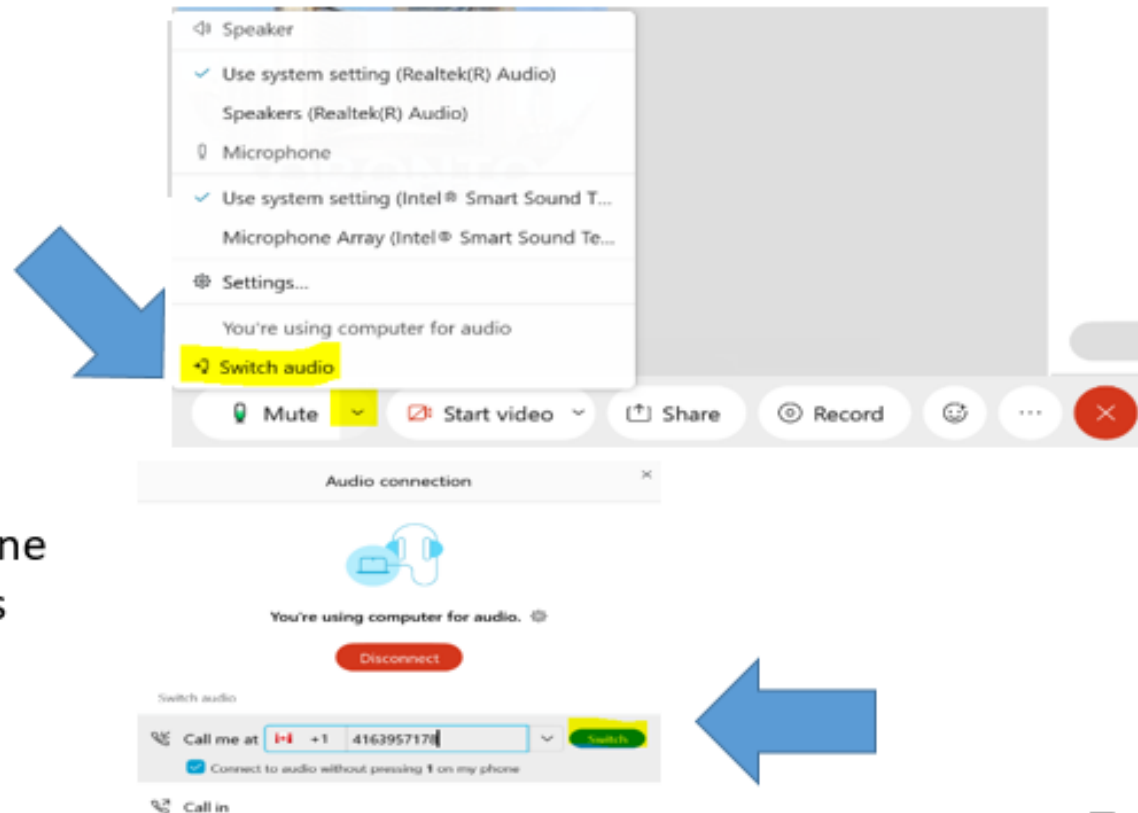 Speaker
Use system setting (Realtek(R) Audio)
Speakers (Realtek(R) Audio)
Microphone
Use system setting (Intel® Smart Sound T...
Microphone Array (Intel® Smart Sound Te...
Settings...
You're using computer for audio
Switch audio
Mute Start video Share Record ...
Audio connection
ne
s
You're using computer for audio.
Disconnect
Switch audio
Call me at +1 4163957178 Switch
Connect to audio without pressing 1 on my phone
Call in